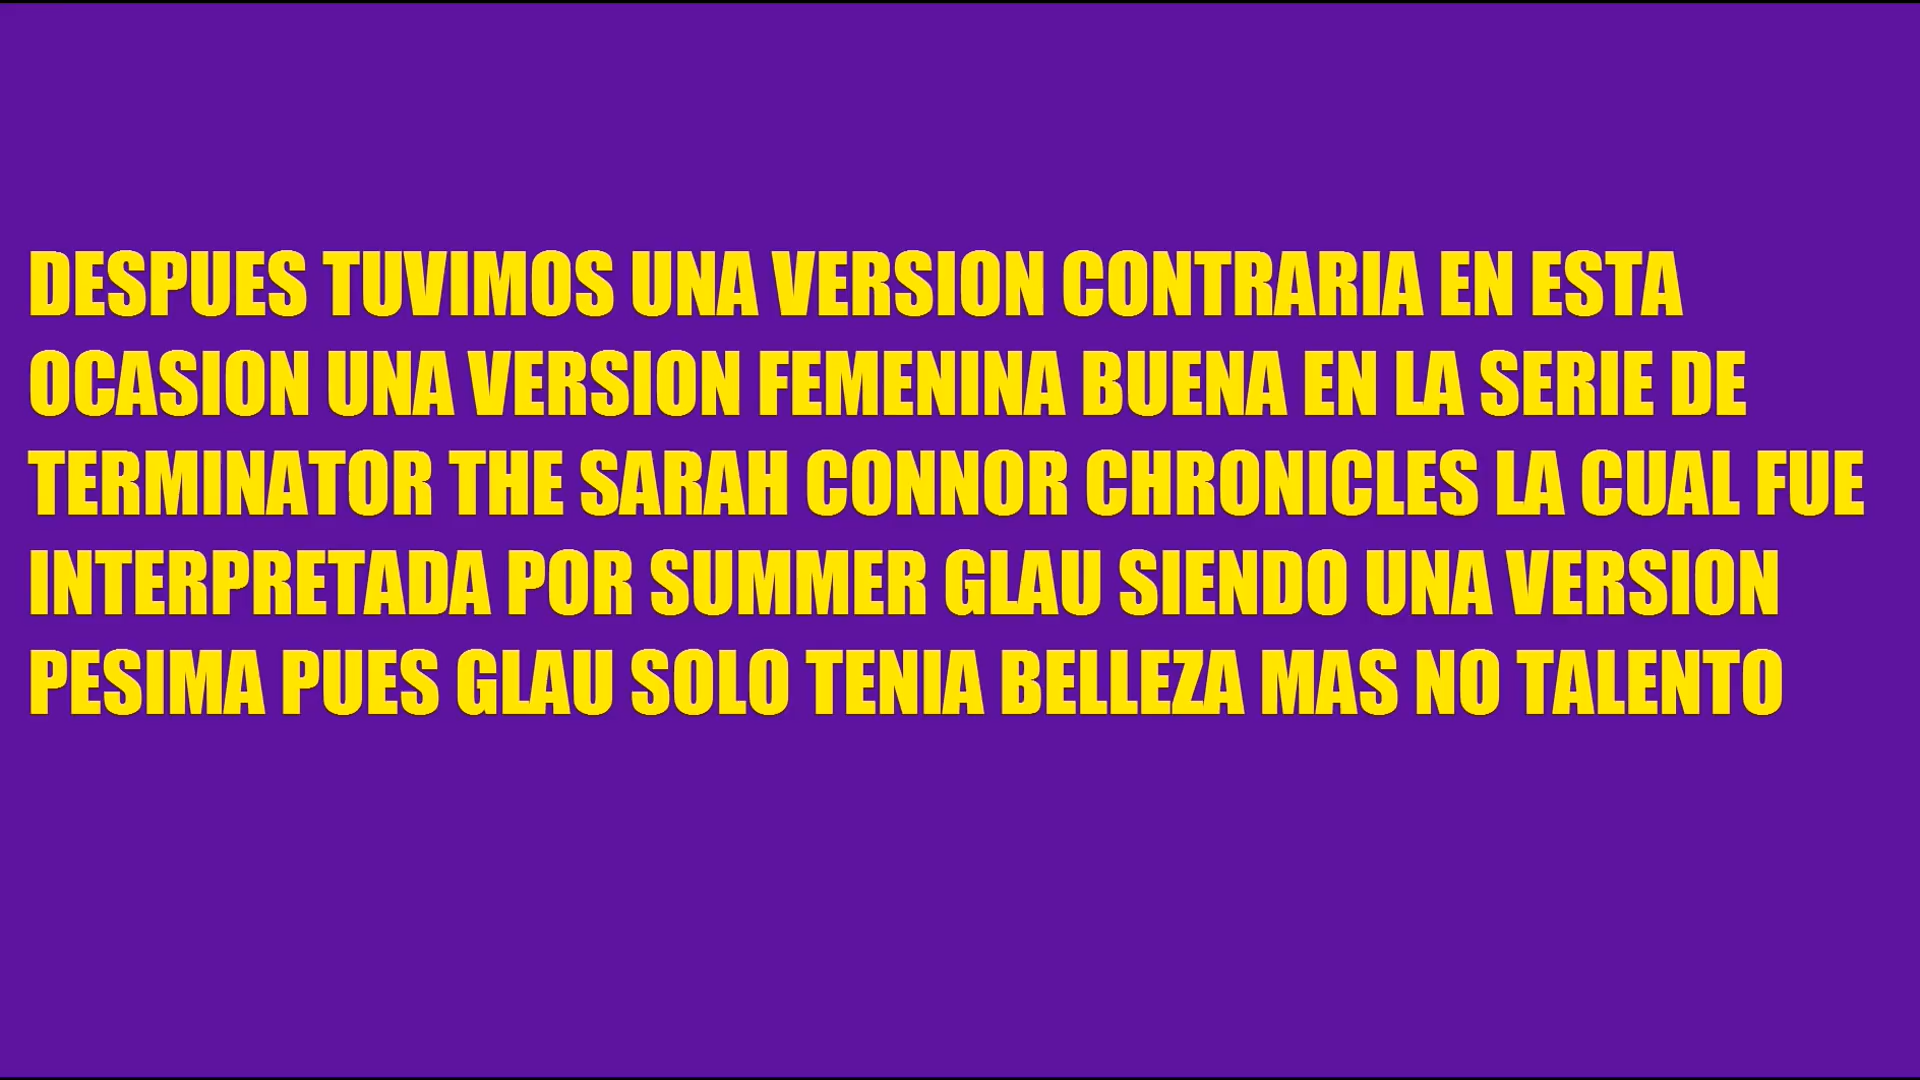 DESPUES TUVIMOS UNA VERSION CONTRARIA EN ESTA
OCASION UNA VERSION FEMENINA BUENA EN LA SERIE DE
TERMINATOR THE SARAH CONNOR CHRONICLES LA CUAL FUE
INTERPRETADA POR SUMMER GLAU SIENDO UNA VERSION
PESIMA PUES GLAU SOLO TENIA BELLEZA MAS NO TALENTO